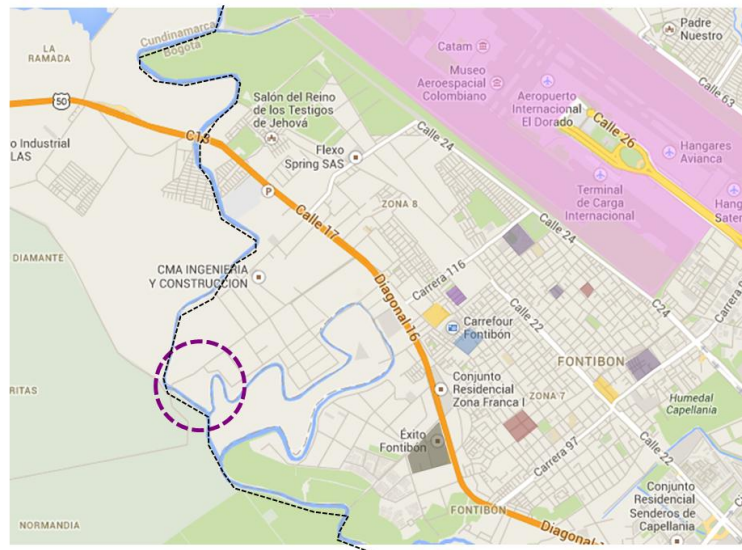 Cundinamarca
Bogotá
LA
RAMADA
50
C13
Salón del Reino
de los Testigos
de Jehová
Catam
Museo
Aeroespacial
Colombiano
Padre
Nuestro
Calle 63
Aeropuerto
Internacional
El Dorado
Calle 26
Hangares
Avianca
o Industrial
LAS
Flexo
Spring SAS
Calle 24
Terminal
de Carga
Internacional
Hang
Sater
P
ZONA 8
Calle 17
Calle 24
DIAMANTE
CMA INGENIERIA
Y CONSTRUCCION
Carrera 116
Diagonal 16
C24
Calle 22
Carrefour
Fontibón
FONTIBON
RITAS
Conjunto
Residencial
Zona Franca I
ZONA 7
Humedal
Capellanía
Éxito
Fontibón
Carrera 97
Calle 22
Conjunto
Residencial
Senderos de
Capellania
NORMANDIA
FONTIBON
Diagonal